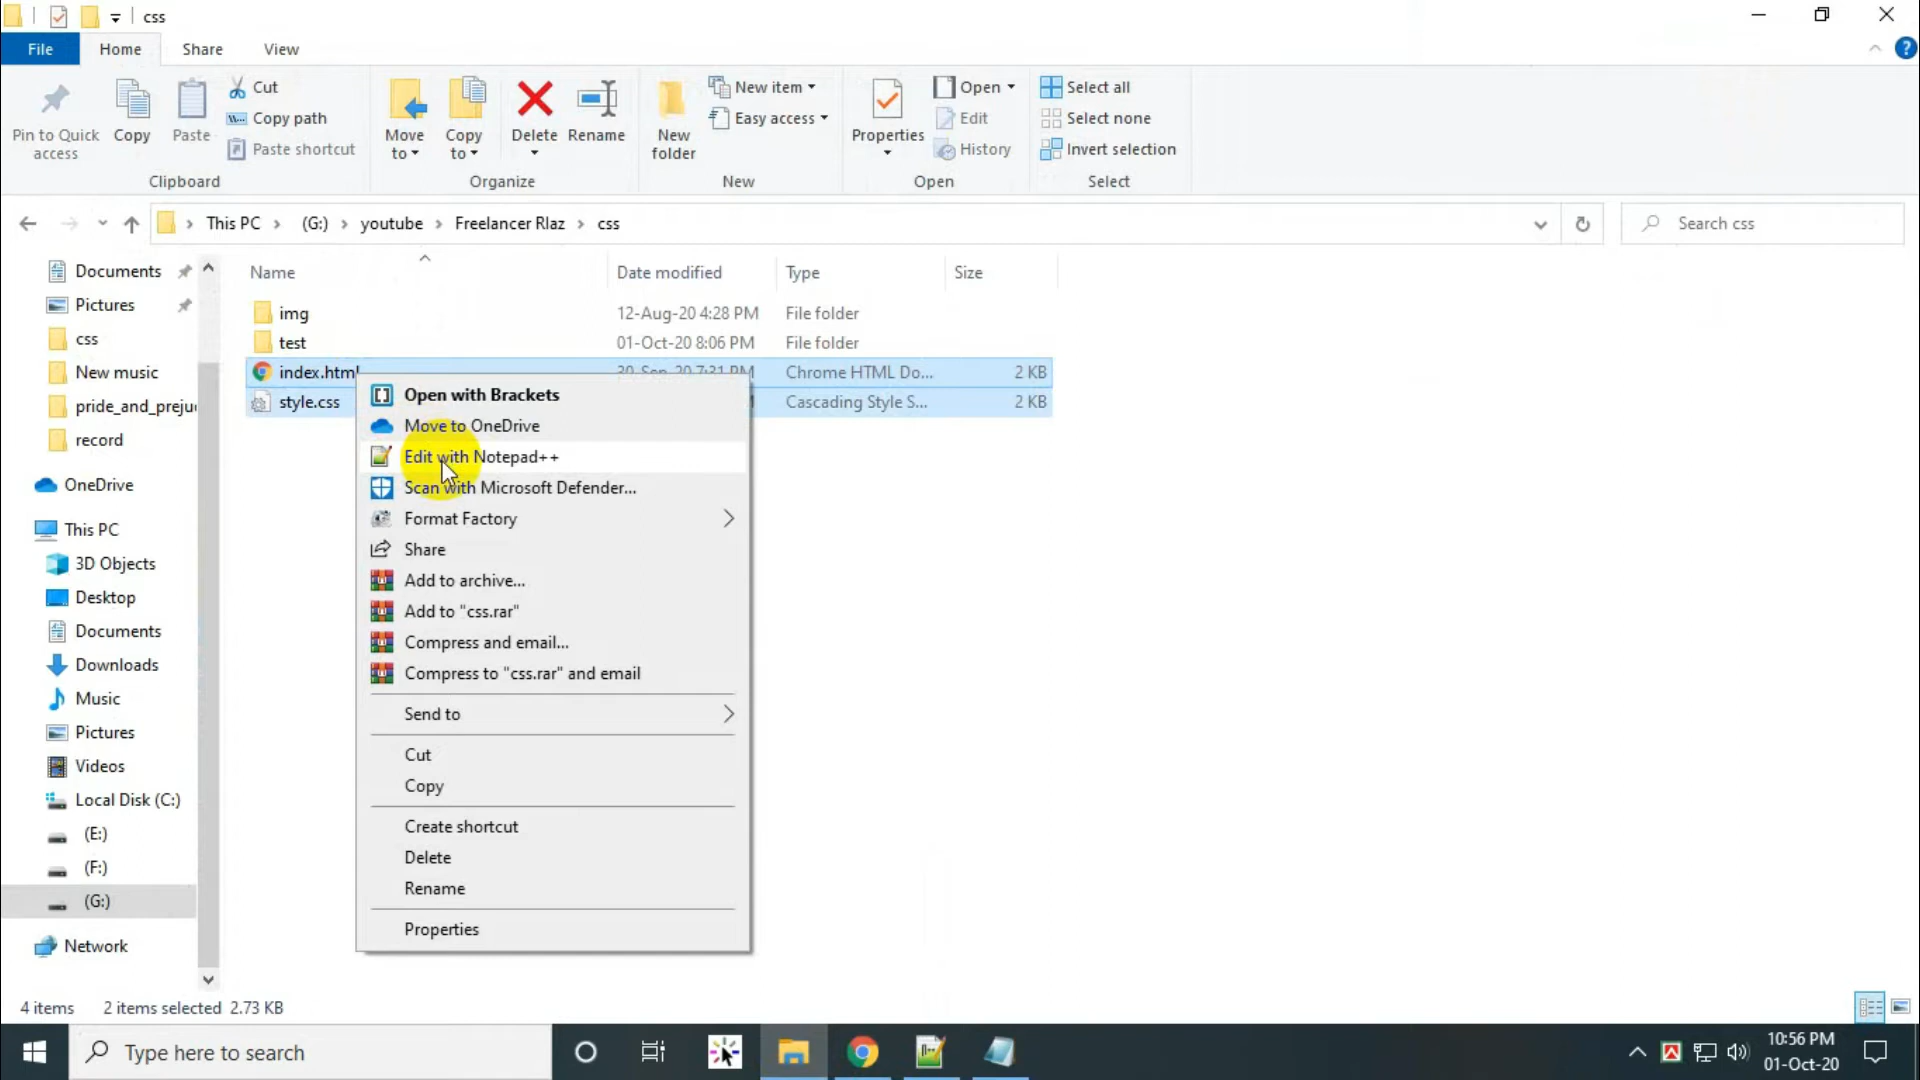 css
File Home Share View
Pin to Quick access
Copy
Paste
Cut
Copy path
Paste shortcut
Clipboard
Move to
Copy to
Delete
Rename
Organize
New folder
New item
Easy access
New
Properties
Open
Edit
History
Open
Select all
Select none
Invert selection
Select
This PC > (G:) > youtube > Freelancer Rlaz > css
Search css
Documents
Pictures
css
New music
pride_and_preju
record
OneDrive
This PC
3D Objects
Desktop
Documents
Downloads
Music
Pictures
Videos
Local Disk (C:)
(E:)
(F:)
(G:)
Network
Name Date modified Type Size
img 12-Aug-20 4:28 PM File folder
test 01-Oct-20 8:06 PM File folder
index.html 30-Sep-20 7:31 PM Chrome HTML Do... 2 KB
style.css Cascading Style S... 2 KB
Open with Brackets
Move to OneDrive
Edit with Notepad++
Scan with Microsoft Defender...
Format Factory
Share
Add to archive...
Add to "css.rar"
Compress and email...
Compress to "css.rar" and email
Send to
Cut
Copy
Create shortcut
Delete
Rename
Properties
4 items 2 items selected 2.73 KB
Type here to search
10:56 PM
01-Oct-20